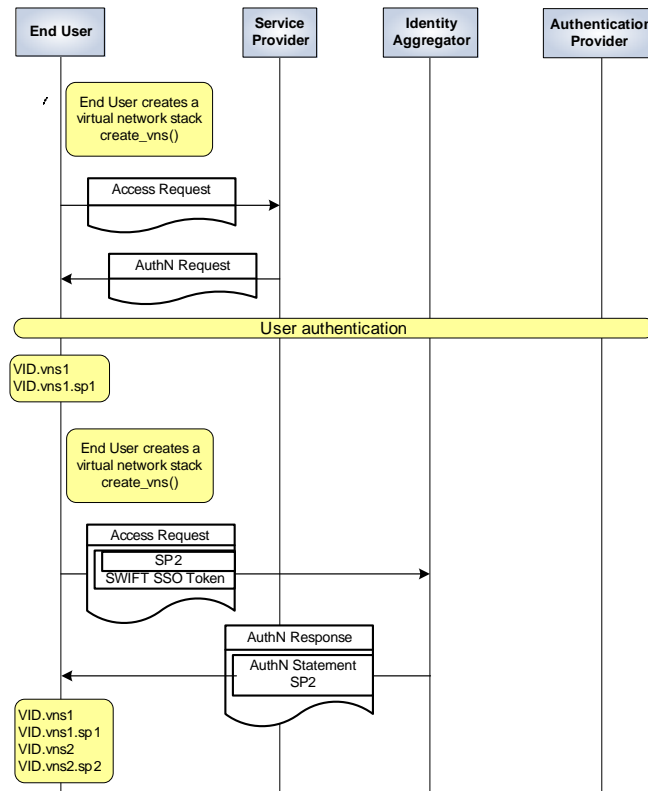 End User
Service
Provider
Identity
Aggregator
Authentication
Provider
End User creates a
virtual network stack
create_vns()
Access Request
AuthN Request
User authentication
VID.vns1
VID.vns1.sp1
End User creates a
virtual network stack
create_vns()
Access Request
SP2
SWIFT SSO Token
AuthN Response
AuthN Statement
SP2
VID.vns1
VID.vns1.sp1
VID.vns2
VID.vns2.sp2